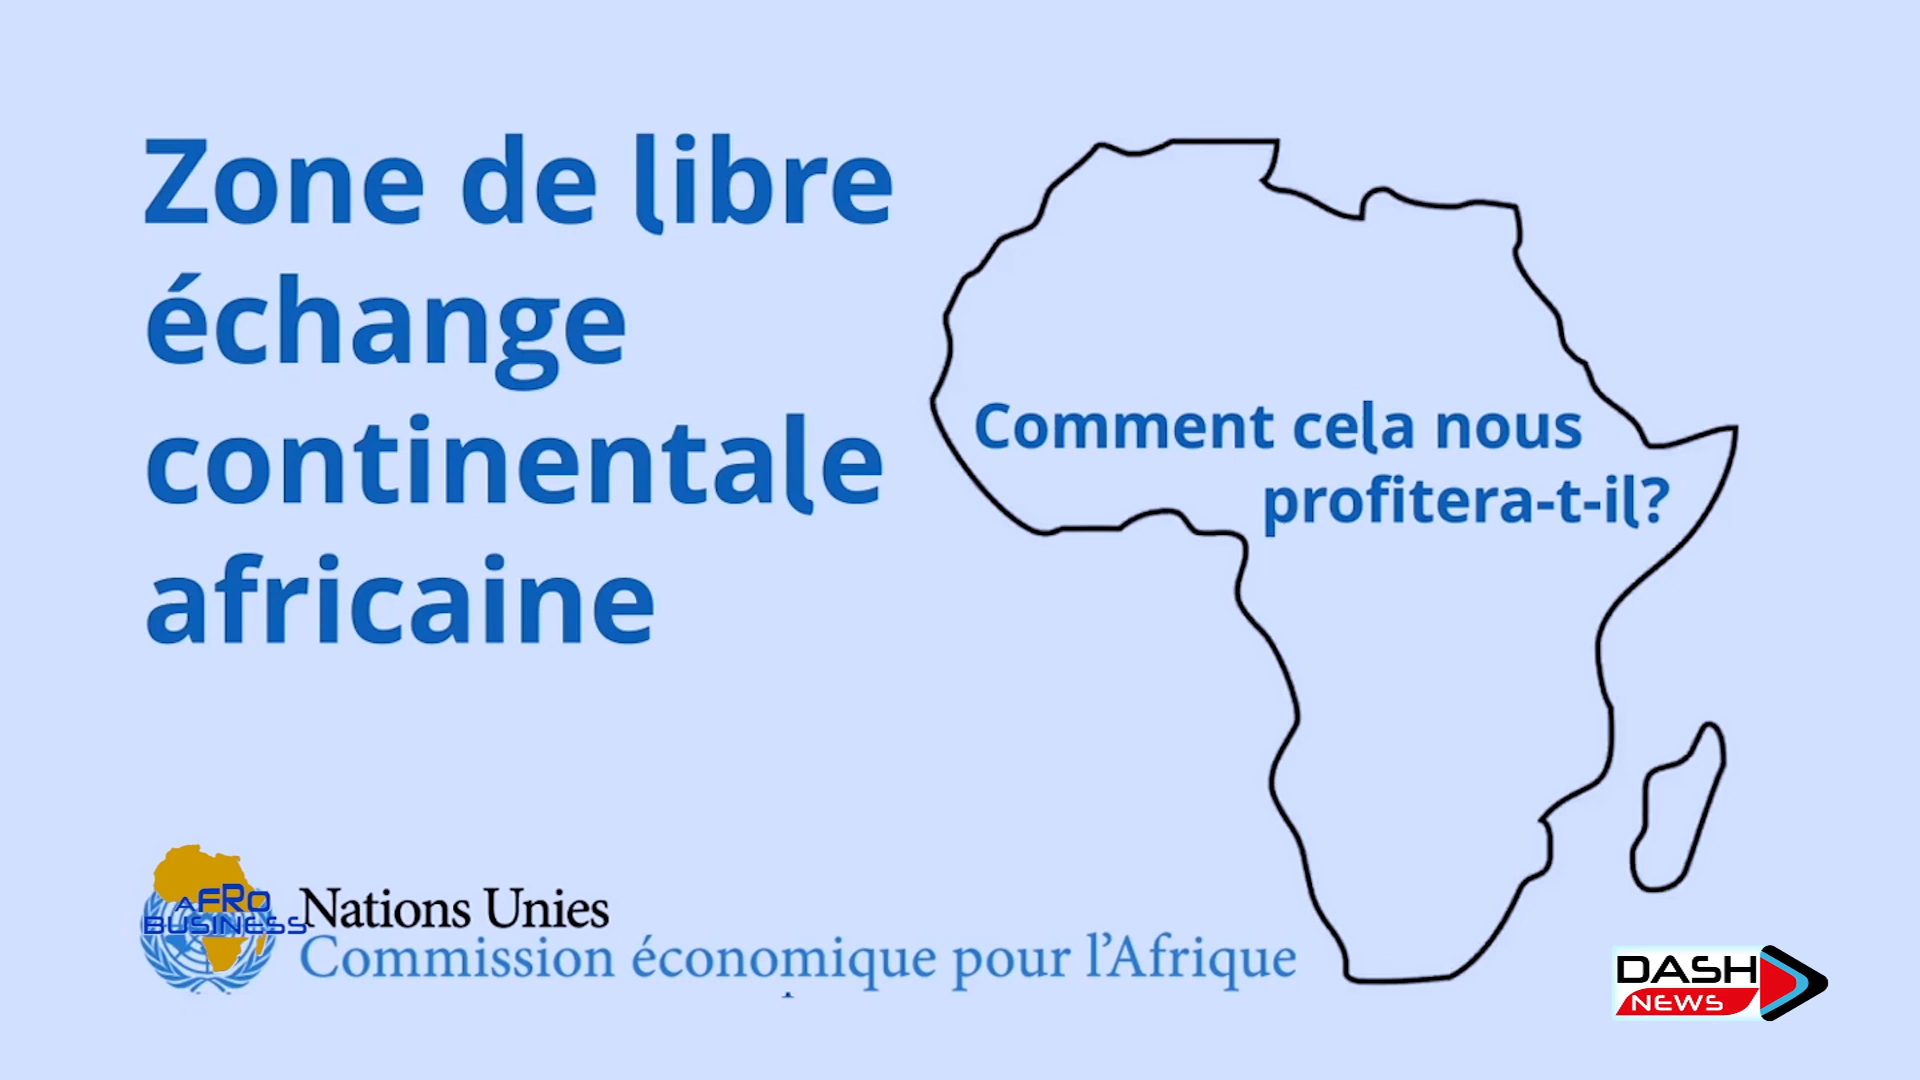 Zone de libre
échange
continentale
africaine
Comment cela nous
profitera-t-il?
AFRO
BUSINESS
Nations Unies
Commission économique pour l'Afrique
DASH
NEWS